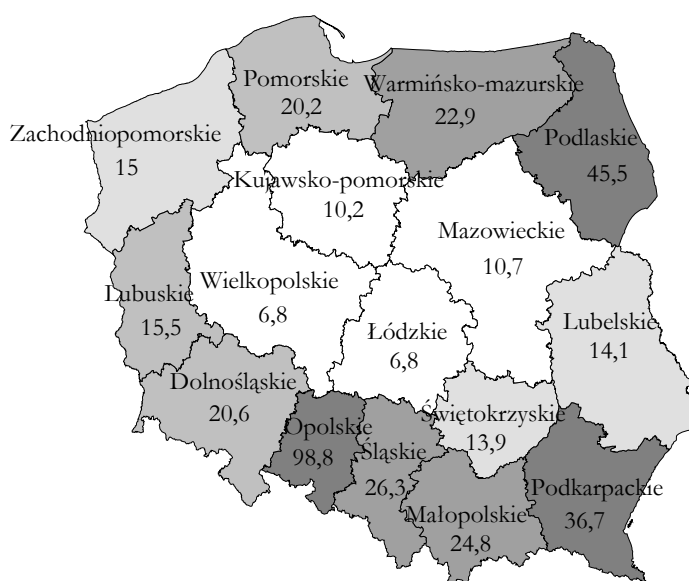 Pomorskie
20,2
Warmińsko-mazurskie
22,9
Zachodniopomorskie
15
Podlaskie
45,5
Kujawsko-pomorskie
10,2
Mazowieckie
10,7
Wielkopolskie
6,8
Lubuskie
15,5
Łódzkie
6,8
Lubelskie
14,1
Dolnośląskie
20,6
Świętokrzyskie
13,9
Opolskie
98,8
Śląskie
26,3
Podkarpackie
36,7
Małopolskie
24,8